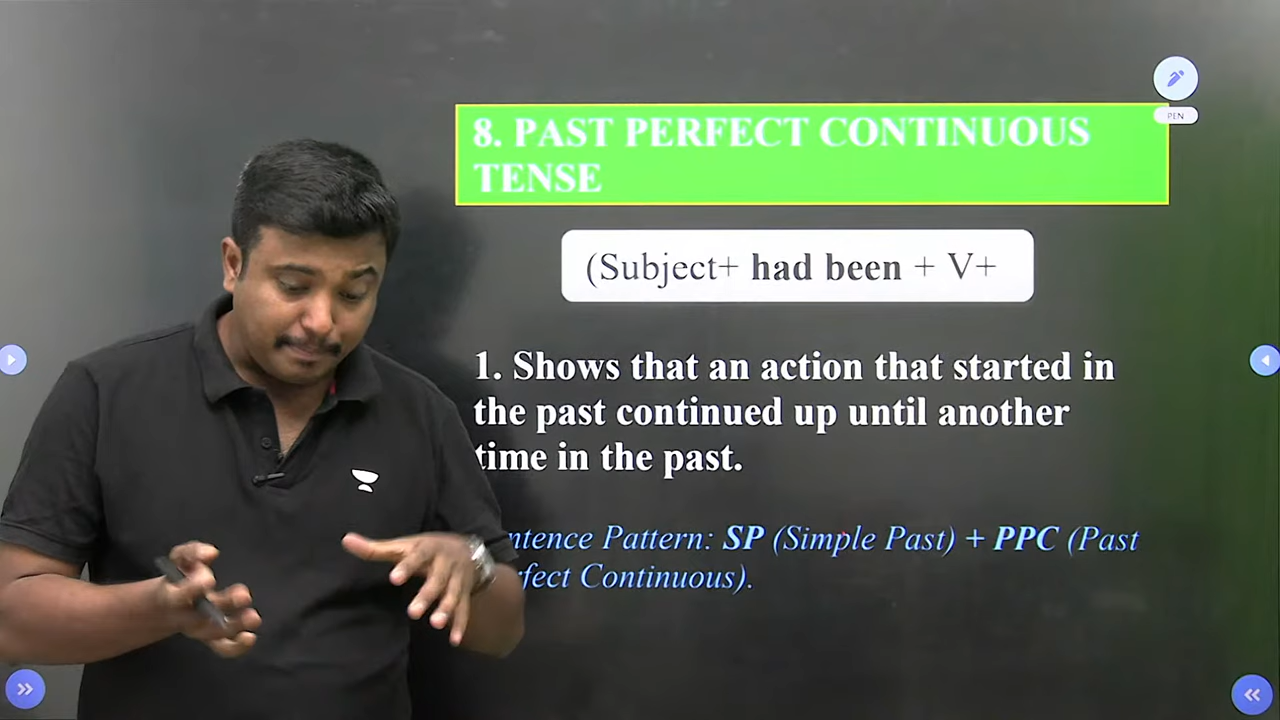 PEN
8. PAST PERFECT CONTINUOUS
TENSE
(Subject+ had been + V+
1. Shows that an action that started in
the past continued up until another
time in the past.
Pattern: SP (Simple Past) + PPC (Past
Continuous).